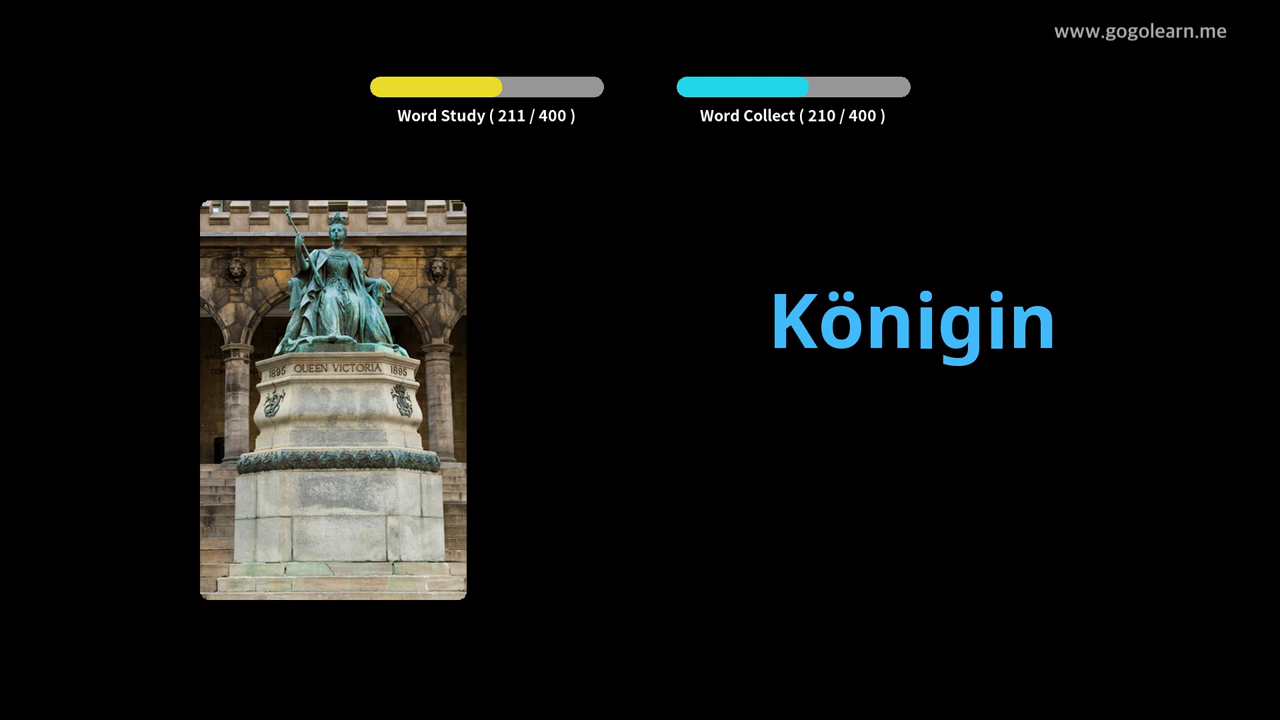 www.gogolearn.me
Word Study ( 211 / 400 )
Word Collect ( 210 / 400 )
Königin
1895 QUEEN VICTORIA 1895